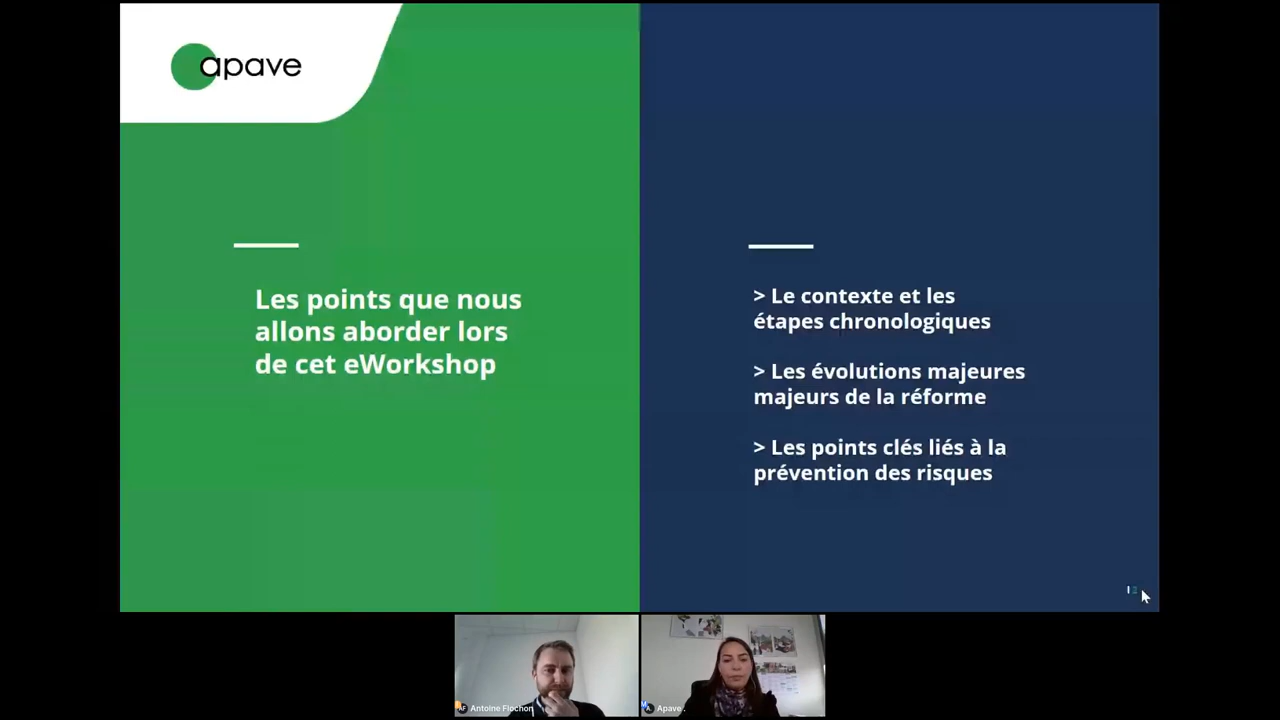 apave
Les points que nous
allons aborder lors
de cet eWorkshop
> Le contexte et les
étapes chronologiques
> Les évolutions majeures
majeurs de la réforme
> Les points clés liés à la
prévention des risques
AF Antoine Flochon
A. Apave .